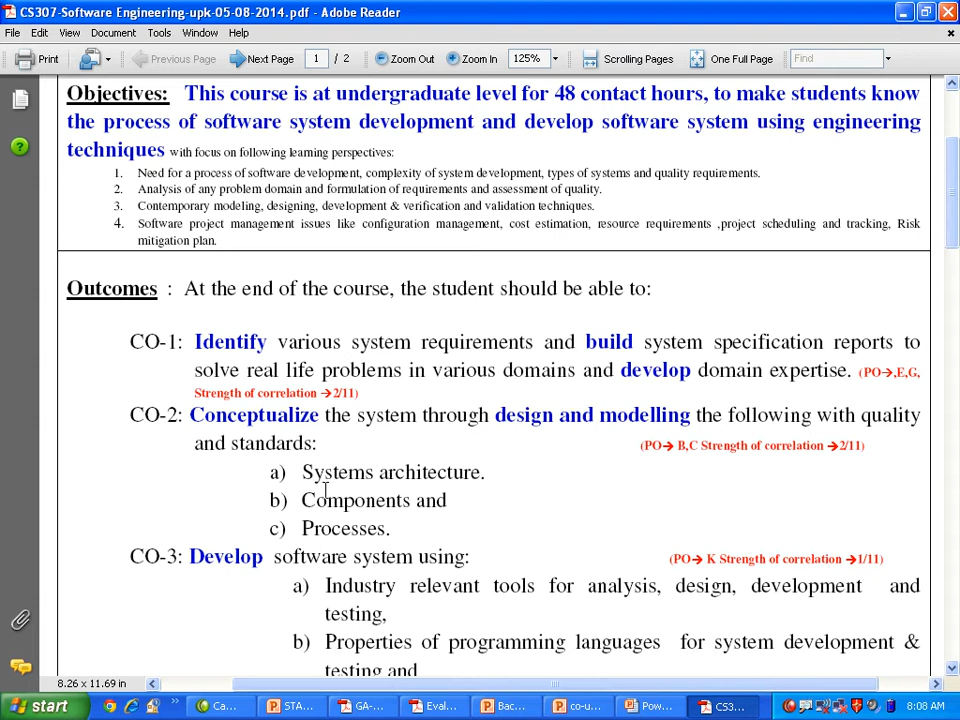 CS307-Software Engineering-upk-05-08-2014.pdf - Adobe Reader
File Edit View Document Tools Window Help
Print Previous Page Next Page 1 / 2 Zoom Out Zoom In 125% Scrolling Pages One Full Page Find
Objectives: This course is at undergraduate level for 48 contact hours, to make students know
the process of software system development and develop software system using engineering
techniques with focus on following learning perspectives:
1. Need for a process of software development, complexity of system development, types of systems and quality requirements.
2. Analysis of any problem domain and formulation of requirements and assessment of quality.
3. Contemporary modeling, designing, development & verification and validation techniques.
4. Software project management issues like configuration management, cost estimation, resource requirements ,project scheduling and tracking, Risk
mitigation plan.
Outcomes : At the end of the course, the student should be able to:
CO-1: Identify various system requirements and build system specification reports to
solve real life problems in various domains and develop domain expertise. (PO→,E,G,
Strength of correlation →2/11)
CO-2: Conceptualize the system through design and modelling the following with quality
and standards: (PO→ B,C Strength of correlation →2/11)
a) Systems architecture.
b) Components and
c) Processes.
CO-3: Develop software system using: (PO→ K Strength of correlation →1/11)
a) Industry relevant tools for analysis, design, development and
testing,
b) Properties of programming languages for system development &
testing and
8.26 x 11.69 in
start Ca... STA... GA-... Eval... Bac... co-u... Pow... CS3... 8:08 AM